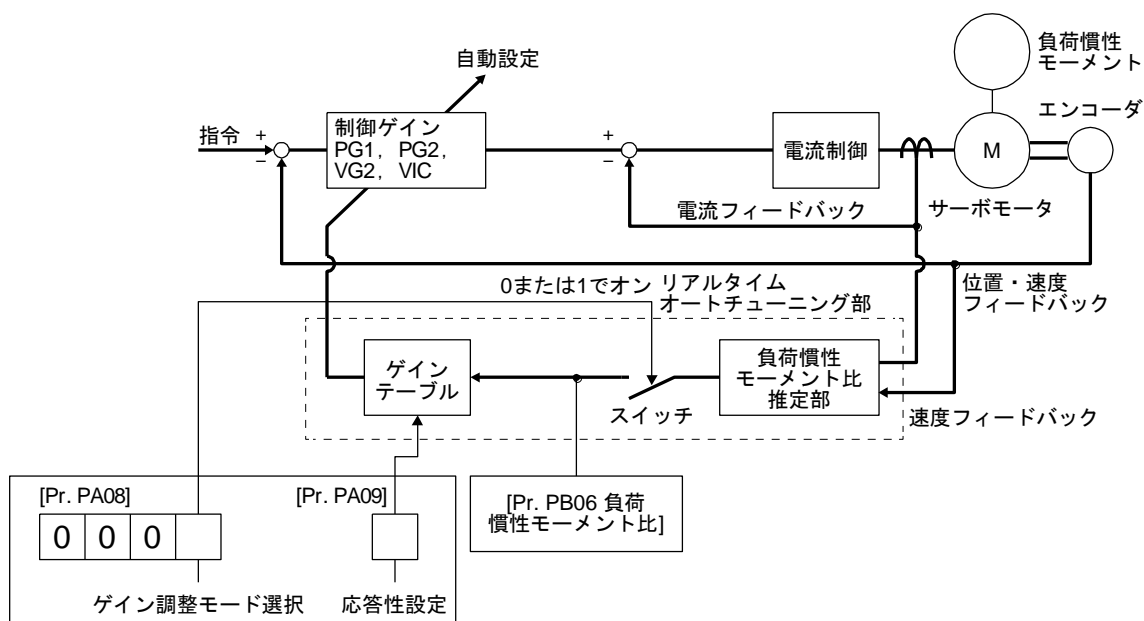 負荷慣性
モーメント
自動設定
エンコーダ
指令
+
−
制御ゲイン
PG1, PG2,
VG2, VIC
+
−
電流制御
M
電流フィードバック
サーボモータ
0または1でオン
リアルタイム
オートチューニング部
位置・速度
フィードバック
ゲイン
テーブル
スイッチ
負荷慣性
モーメント比
推定部
速度フィードバック
[Pr. PA08]
[Pr. PA09]
0 0 0
[Pr. PB06 負荷
慣性モーメント比]
ゲイン調整モード選択
応答性設定